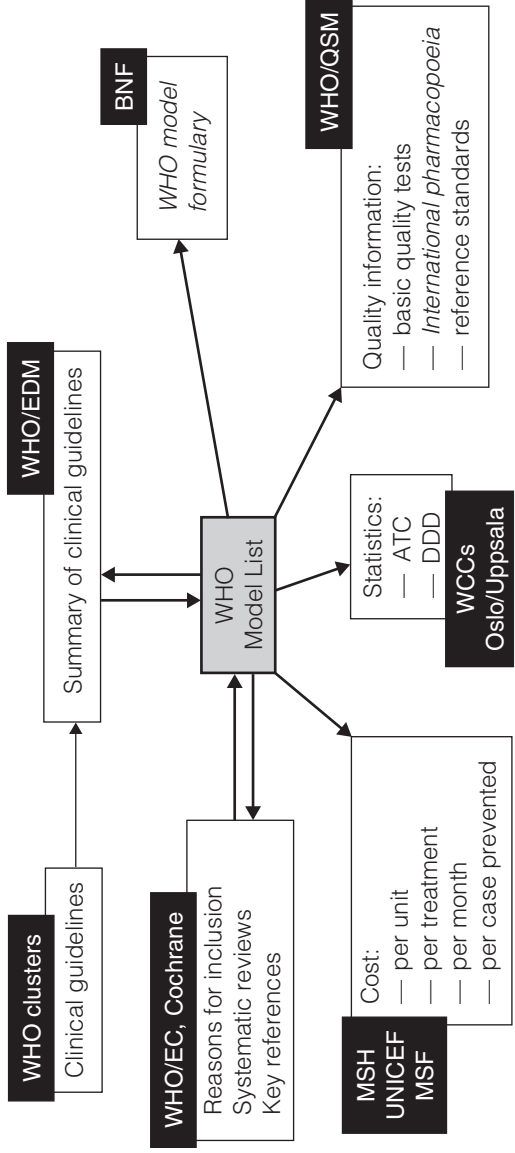 WHO clusters
Clinical guidelines
WHO/EDM
Summary of clinical guidelines
BNF
WHO model
formulary
WHO/EC, Cochrane
Reasons for inclusion
Systematic reviews
Key references
WHO
Model List
MSH
UNICEF
MSF
Cost:
— per unit
— per treatment
— per month
— per case prevented
Statistics:
— ATC
— DDD
WCCs
Oslo/Uppsala
WHO/QSM
Quality information:
— basic quality tests
— International pharmacopoeia
— reference standards